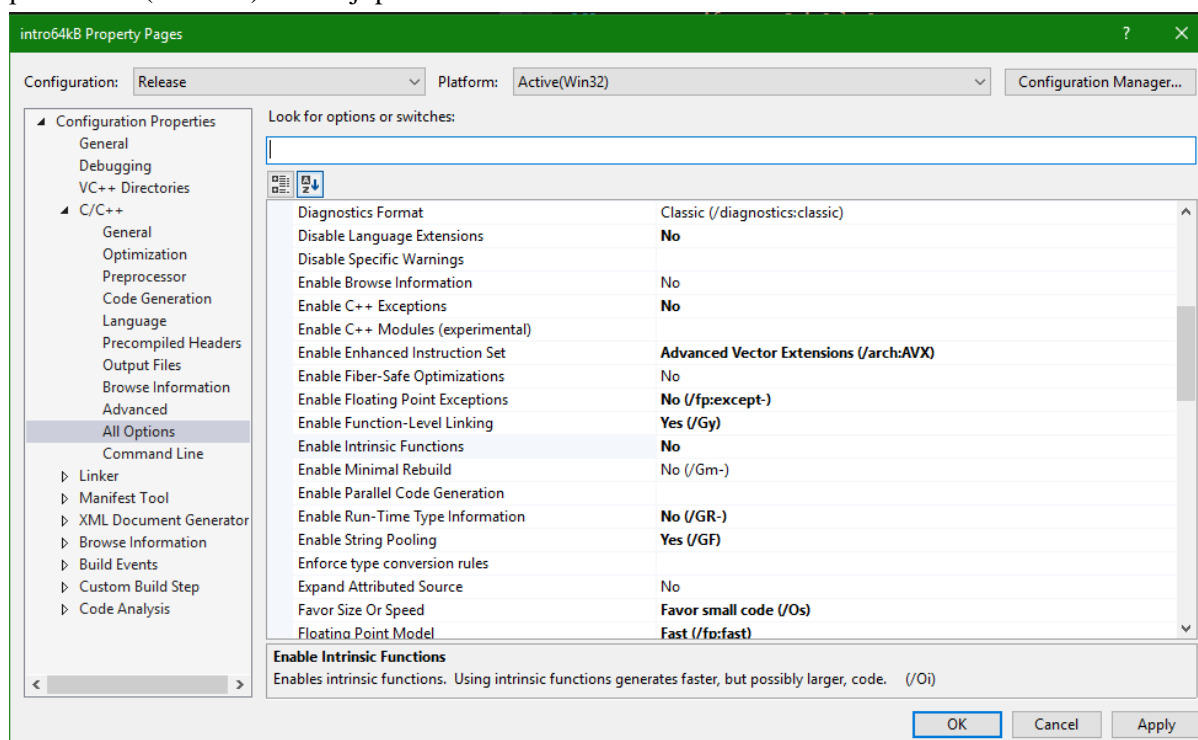 intro64kB Property Pages ? ×
Configuration: Release Platform: Active(Win32) Configuration Manager...
Configuration Properties
General
Debugging
VC++ Directories
C/C++
General
Optimization
Preprocessor
Code Generation
Language
Precompiled Headers
Output Files
Browse Information
Advanced
All Options
Command Line
Linker
Manifest Tool
XML Document Generator
Browse Information
Build Events
Custom Build Step
Code Analysis
Look for options or switches:
Diagnostics Format Classic (/diagnostics:classic)
Disable Language Extensions No
Disable Specific Warnings
Enable Browse Information No
Enable C++ Exceptions No
Enable C++ Modules (experimental)
Enable Enhanced Instruction Set Advanced Vector Extensions (/arch:AVX)
Enable Fiber-Safe Optimizations No
Enable Floating Point Exceptions No (/fp:except-)
Enable Function-Level Linking Yes (/Gy)
Enable Intrinsic Functions No
Enable Minimal Rebuild No (/Gm-)
Enable Parallel Code Generation
Enable Run-Time Type Information No (/GR-)
Enable String Pooling Yes (/GF)
Enforce type conversion rules
Expand Attributed Source No
Favor Size Or Speed Favor small code (/Os)
Floating Point Model Fast (/fp:fast)
Enable Intrinsic Functions
Enables intrinsic functions. Using intrinsic functions generates faster, but possibly larger, code. (/Oi)
OK Cancel Apply